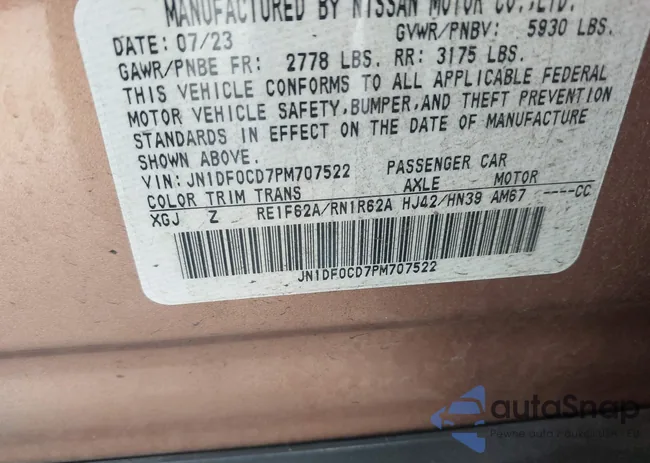 MANUFACTURED BY NISSAN MOTOR CO.,LTD.
DATE: 07/23 GVWR/PNBV: 5930 LBS.
GAWR/PNBE FR: 2778 LBS. RR: 3175 LBS.
THIS VEHICLE CONFORMS TO ALL APPLICABLE FEDERAL
MOTOR VEHICLE SAFETY,BUMPER,AND THEFT PREVENTION
STANDARDS IN EFFECT ON THE DATE OF MANUFACTURE
SHOWN ABOVE.
VIN: JN1DF0CD7PM707522 PASSENGER CAR
COLOR TRIM TRANS AXLE MOTOR
XGJ Z RE1F62A/RN1R62A HJ42/HN39 AM67 ----CC
JN1DF0CD7PM707522
autaSnap
Pewne auta z